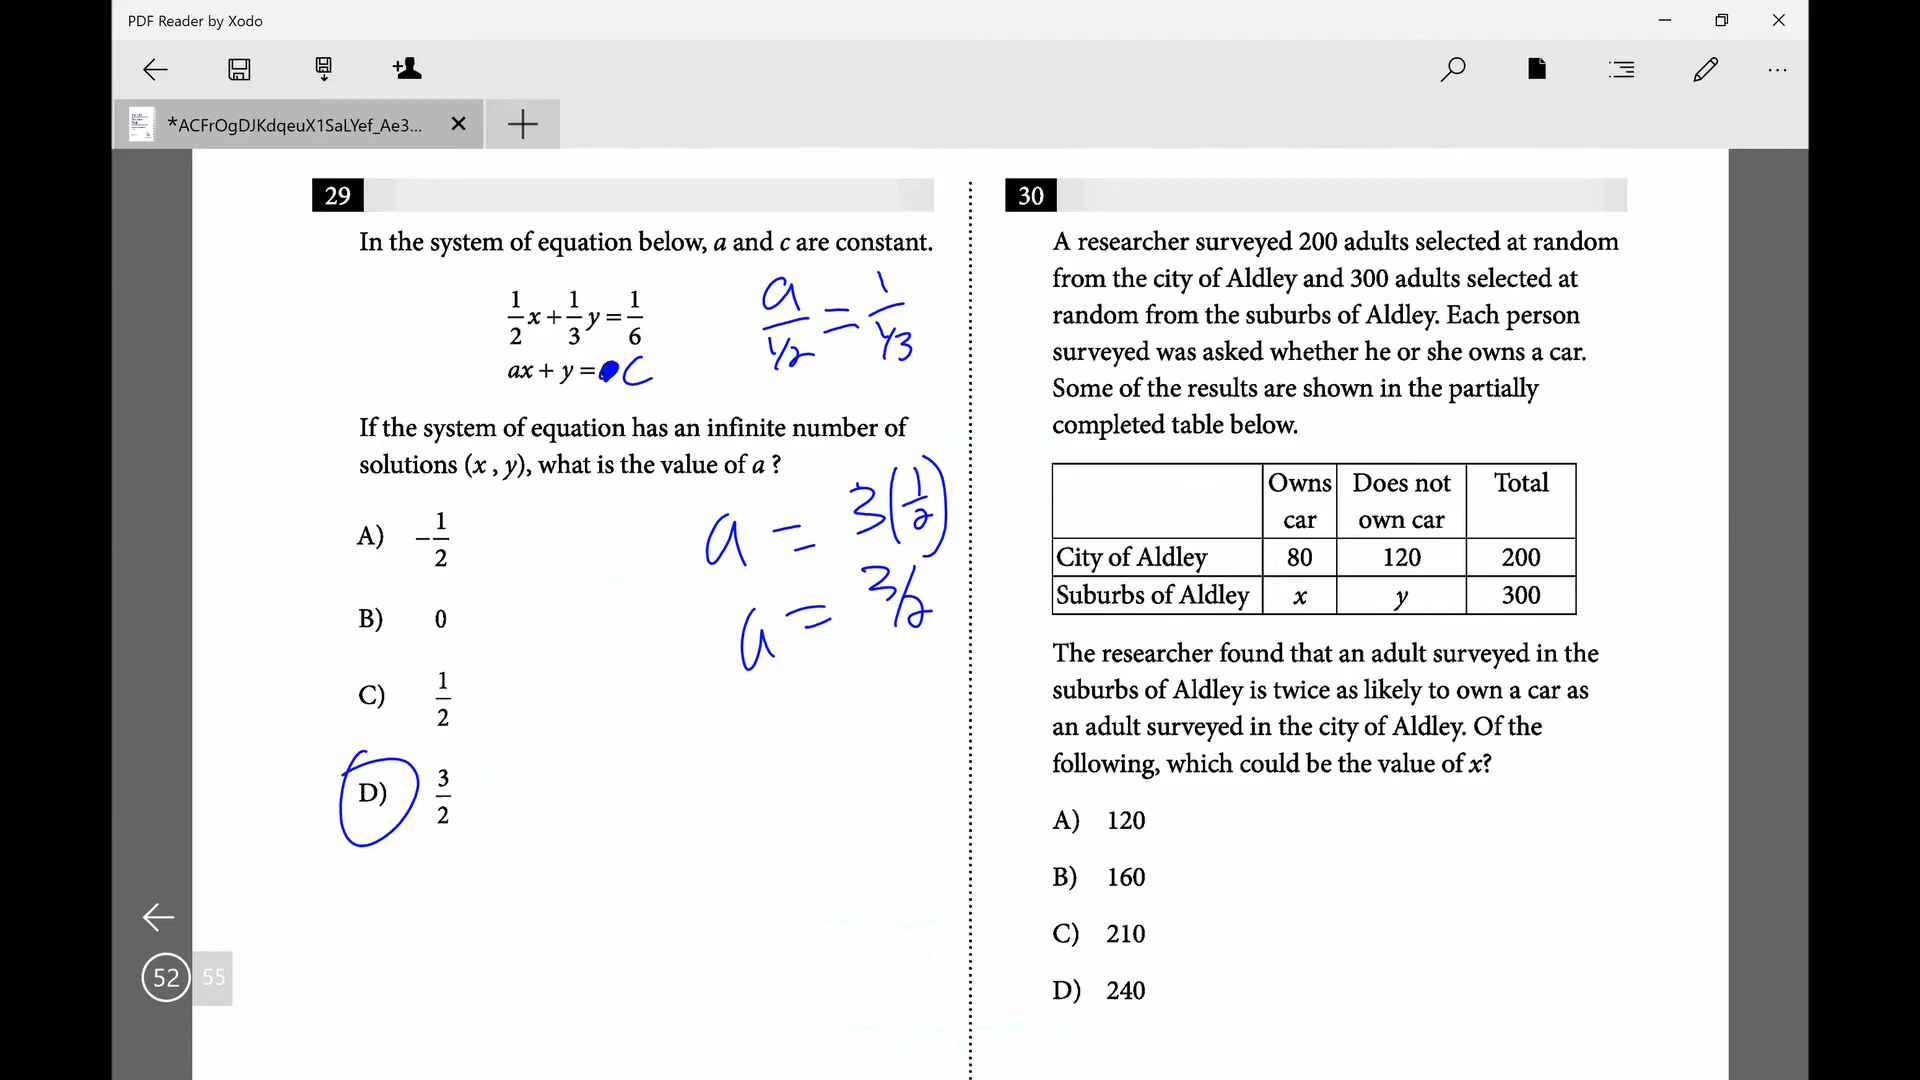 PDF Reader by Xodo
*ACFrOgDJKdqeuX1SaLYef_Ae3...
29
In the system of equation below, a and c are constant.
1/2 x + 1/3 y = 1/6
ax + y = c
a / 1/2 = 1 / 1/3
If the system of equation has an infinite number of
solutions (x , y), what is the value of a ?
a = 3(1/2)
a = 3/2
A) -1/2
B) 0
C) 1/2
D) 3/2
30
A researcher surveyed 200 adults selected at random
from the city of Aldley and 300 adults selected at
random from the suburbs of Aldley. Each person
surveyed was asked whether he or she owns a car.
Some of the results are shown in the partially
completed table below.
Owns car Does not own car Total
City of Aldley 80 120 200
Suburbs of Aldley x y 300
The researcher found that an adult surveyed in the
suburbs of Aldley is twice as likely to own a car as
an adult surveyed in the city of Aldley. Of the
following, which could be the value of x?
A) 120
B) 160
C) 210
D) 240
52 55